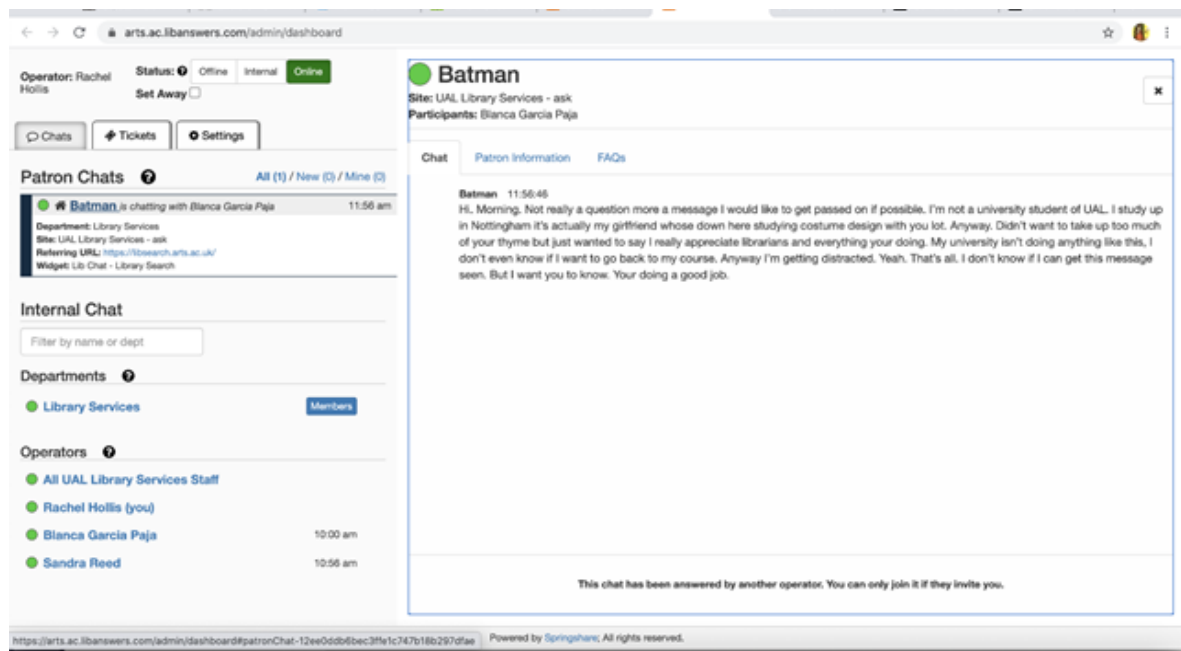 arts.ac.libanswers.com/admin/dashboard
Operator: Rachel Hollis
Status: Offline Internal Online
Set Away
Chats Tickets Settings
Patron Chats All (1) / New (0) / Mine (0)
Batman is chatting with Blanca Garcia Paja 11:56 am
Department: Library Services
Site: UAL Library Services - ask
Referring URL: https://libsearch.arts.ac.uk/
Widget: Lib Chat - Library Search
Internal Chat
Filter by name or dept
Departments
Library Services Members
Operators
All UAL Library Services Staff
Rachel Hollis (you)
Blanca Garcia Paja 10:00 am
Sandra Reed 10:56 am
https://arts.ac.libanswers.com/admin/dashboard#patronChat-12ee0ddb6bec3ffe1c747b18b297dfae
Batman
Site: UAL Library Services - ask
Participants: Blanca Garcia Paja
Chat Patron Information FAQs
Batman 11:56:46
Hi. Morning. Not really a question more a message I would like to get passed on if possible. I'm not a university student of UAL. I study up
in Nottingham it's actually my girlfriend whose down here studying costume design with you lot. Anyway. Didn't want to take up too much
of your thyme but just wanted to say I really appreciate librarians and everything your doing. My university isn't doing anything like this, I
don't even know if I want to go back to my course. Anyway I'm getting distracted. Yeah. That's all. I don't know if I can get this message
seen. But I want you to know. Your doing a good job.
This chat has been answered by another operator. You can only join it if they invite you.
Powered by Springshare; All rights reserved.